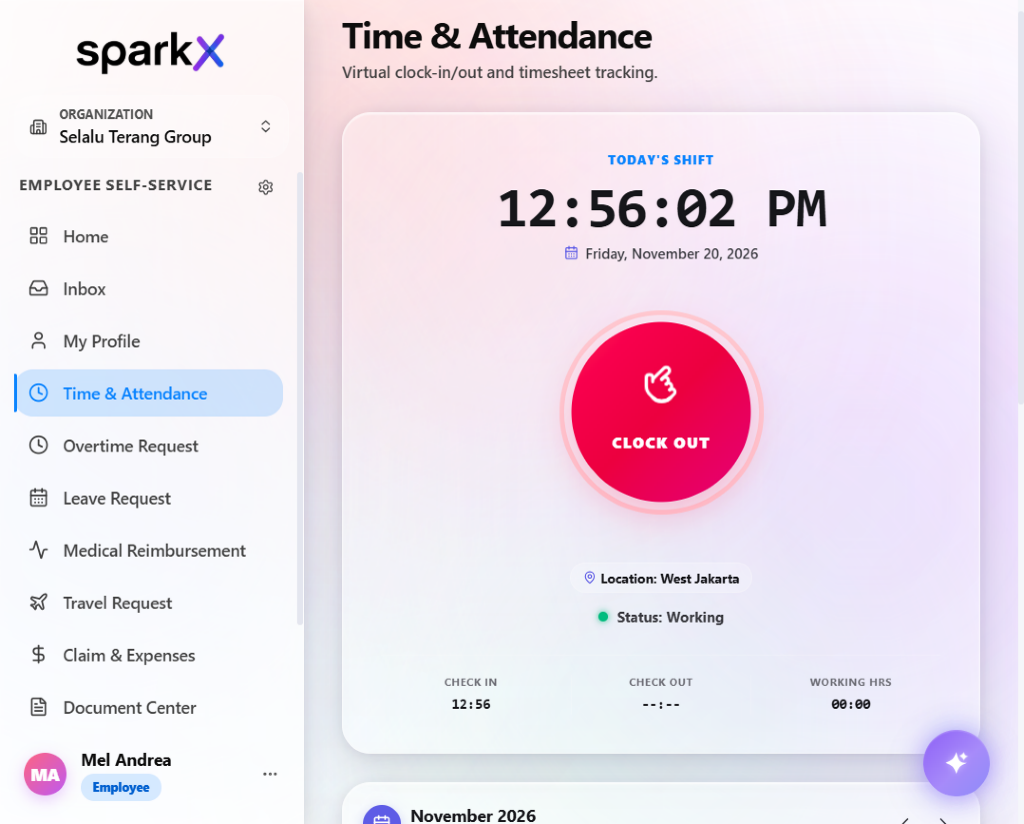 sparkX
ORGANIZATION
Selalu Terang Group
EMPLOYEE SELF-SERVICE
Home
Inbox
My Profile
Time & Attendance
Overtime Request
Leave Request
Medical Reimbursement
Travel Request
Claim & Expenses
Document Center
MA
Mel Andrea
Employee
Time & Attendance
Virtual clock-in/out and timesheet tracking.
TODAY'S SHIFT
12:56:02 PM
Friday, November 20, 2026
CLOCK OUT
Location: West Jakarta
Status: Working
CHECK IN
12:56
CHECK OUT
--:--
WORKING HRS
00:00
November 2026